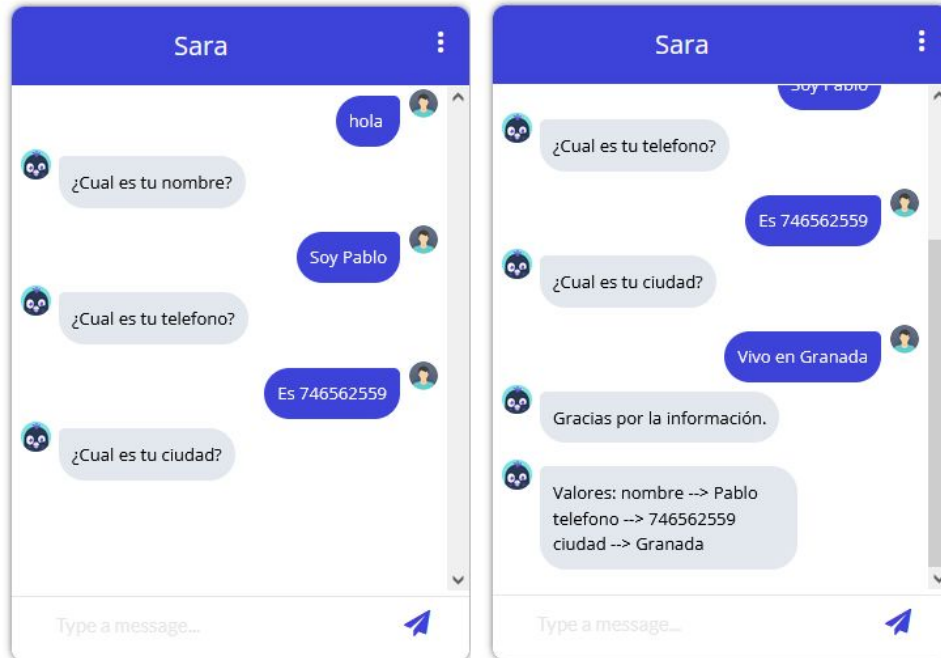 Sara
hola
¿Cual es tu nombre?
Soy Pablo
¿Cual es tu telefono?
Es 746562559
¿Cual es tu ciudad?
Type a message...
Sara
Soy Pablo
¿Cual es tu telefono?
Es 746562559
¿Cual es tu ciudad?
Vivo en Granada
Gracias por la información.
Valores: nombre --> Pablo
telefono --> 746562559
ciudad --> Granada
Type a message...